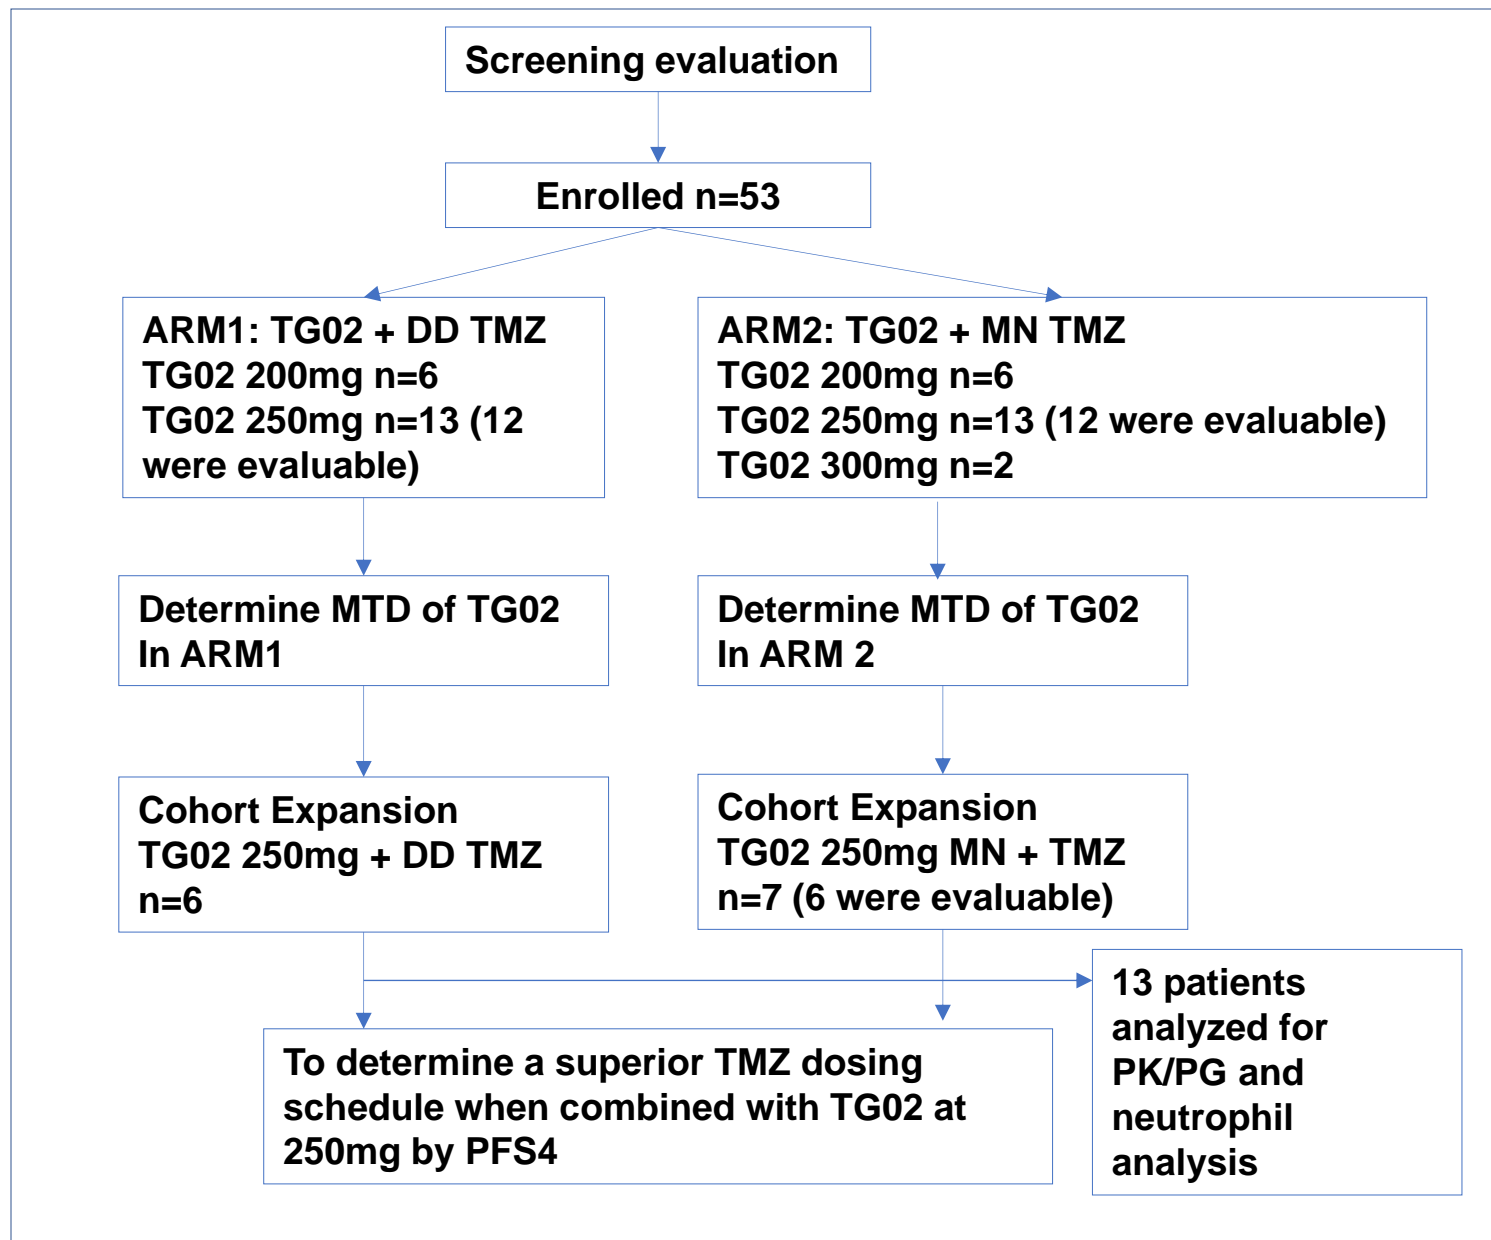 Screening evaluation
Enrolled n=53
ARM1: TG02 + DD TMZ
TG02 200mg n=6
TG02 250mg n=13 (12
were evaluable)
ARM2: TG02 + MN TMZ
TG02 200mg n=6
TG02 250mg n=13 (12 were evaluable)
TG02 300mg n=2
Determine MTD of TG02
In ARM1
Determine MTD of TG02
In ARM 2
Cohort Expansion
TG02 250mg + DD TMZ
n=6
Cohort Expansion
TG02 250mg MN + TMZ
n=7 (6 were evaluable)
13 patients
analyzed for
PK/PG and
neutrophil
analysis
To determine a superior TMZ dosing
schedule when combined with TG02 at
250mg by PFS4